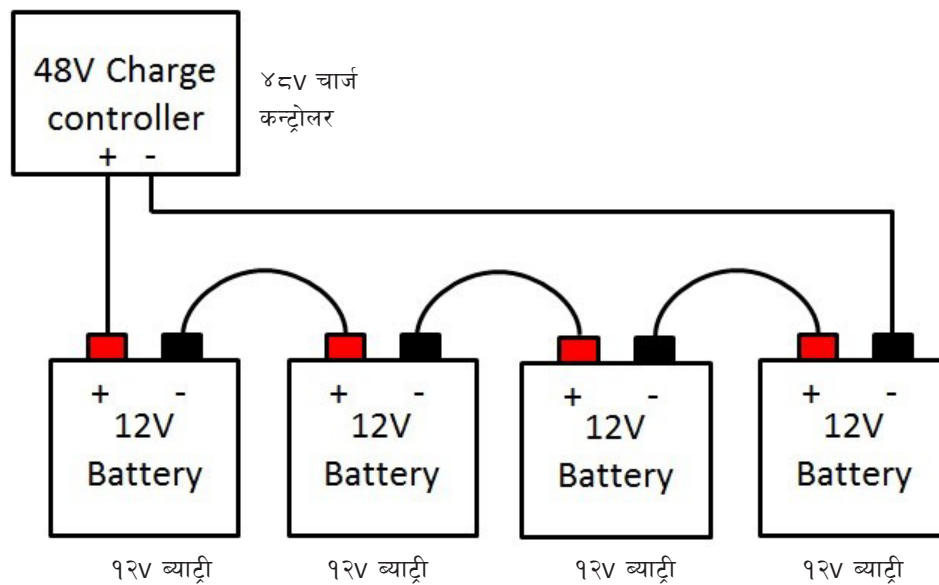 48V Charge
controller
+ -
४८V चार्ज
कन्ट्रोलर
+ -
12V
Battery
+ -
12V
Battery
+ -
12V
Battery
+ -
12V
Battery
१२V ब्याट्री
१२V ब्याट्री
१२V ब्याट्री
१२V ब्याट्री